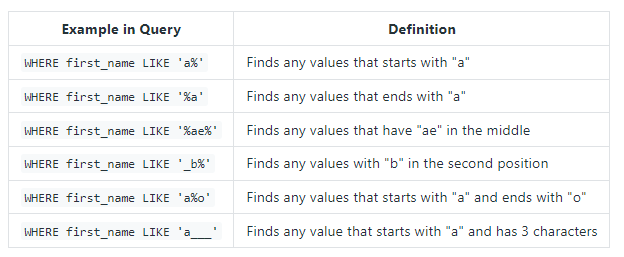 Example in Query Definition
WHERE first_name LIKE 'a%' Finds any values that starts with "a"
WHERE first_name LIKE '%a' Finds any values that ends with "a"
WHERE first_name LIKE '%ae%' Finds any values that have "ae" in the middle
WHERE first_name LIKE '_b%' Finds any values with "b" in the second position
WHERE first_name LIKE 'a%o' Finds any values that starts with "a" and ends with "o"
WHERE first_name LIKE 'a___' Finds any value that starts with "a" and has 3 characters